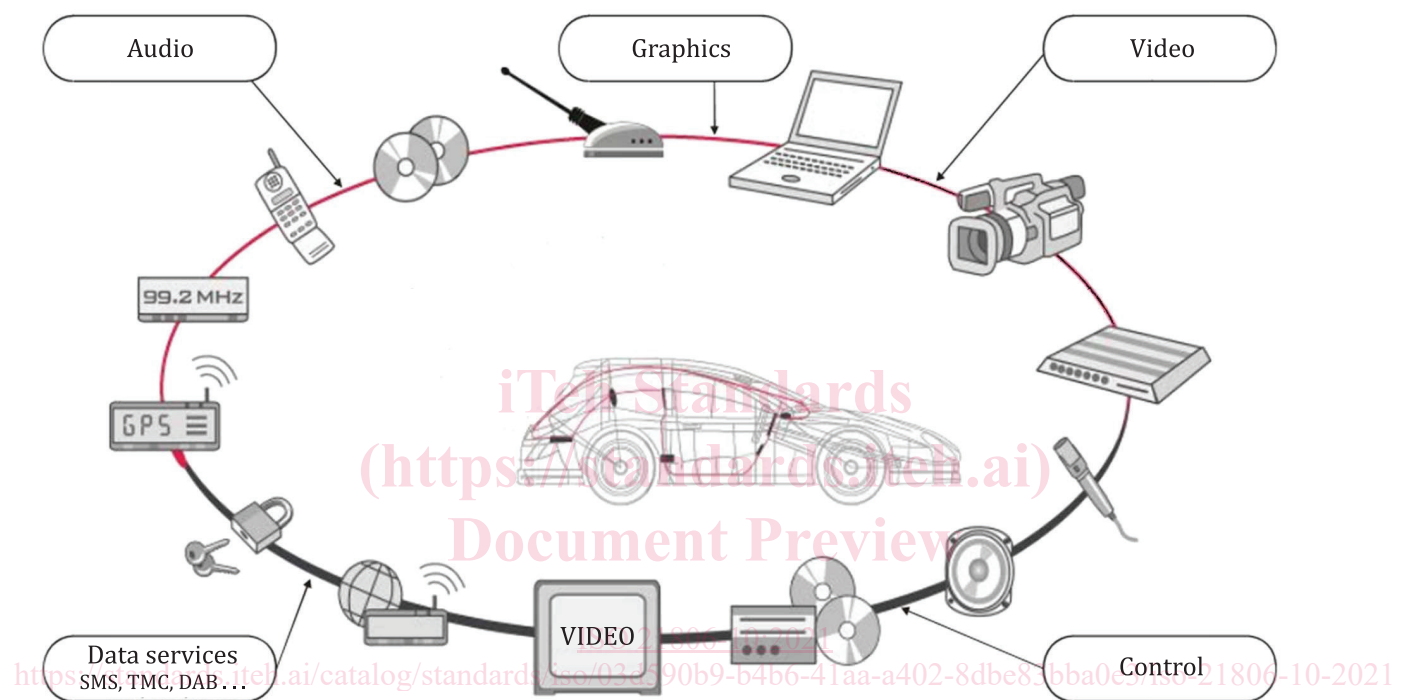 Audio
Graphics
Video
99.2 MHz
GPS
iTeh Standards
(https://standards.iteh.ai)
Document Preview
VIDEO
ISO 21806-10:2021
Data services
SMS, TMC, DAB ...
Control
https://standards.iteh.ai/catalog/standards/iso/03d590b9-b4b6-41aa-a402-8dbe83bba0e3/iso-21806-10-2021